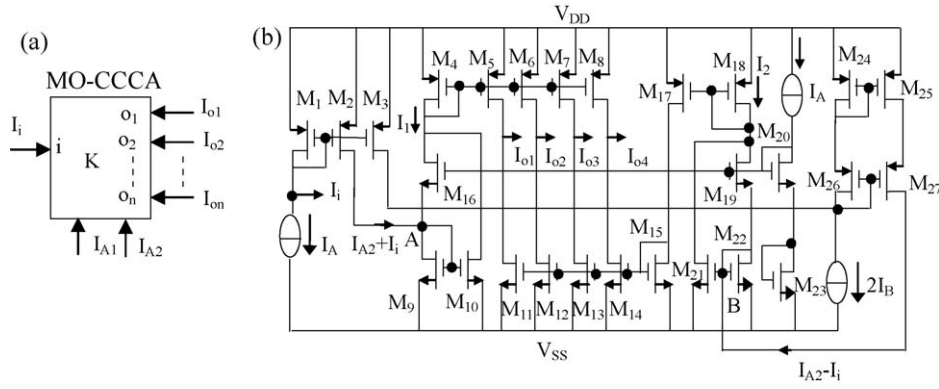 (a)
MO-CCCA
Ii
i
K
o1
o2
on
Io1
Io2
Ion
IA1
IA2
(b)
VDD
M1
M2
M3
M4
M5
M6
M7
M8
M17
M18
I2
IA
M24
M25
I1
Io1
Io2
Io3
Io4
M20
M16
M19
M26
M27
Ii
IA
IA2+Ii
A
M15
M22
M9
M10
M11
M12
M13
M14
M21
B
M23
2IB
VSS
IA2-Ii